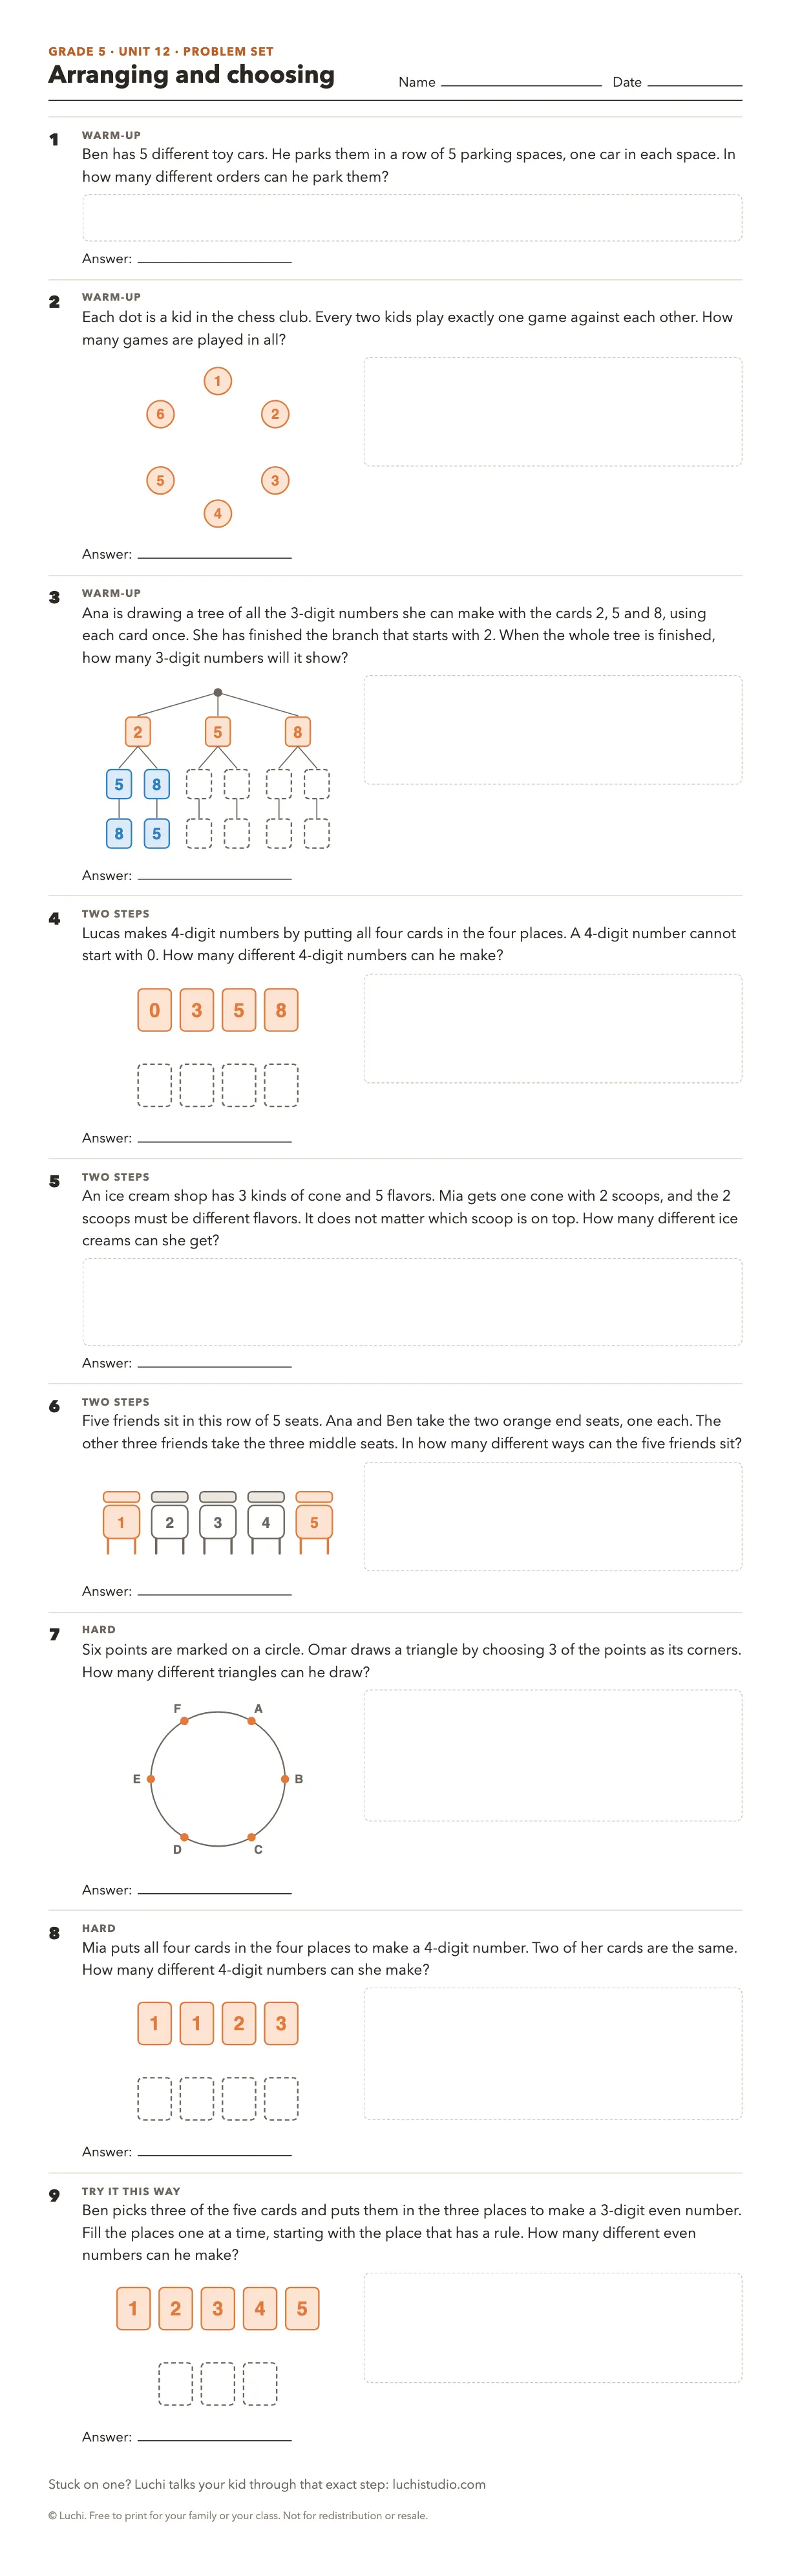 GRADE 5 · UNIT 12 · PROBLEM SET
Arranging and choosing
Name
Date
1
WARM-UP
Ben has 5 different toy cars. He parks them in a row of 5 parking spaces, one car in each space. In
how many different orders can he park them?
Answer:
2
WARM-UP
Each dot is a kid in the chess club. Every two kids play exactly one game against each other. How
many games are played in all?
1
6
2
5
3
4
Answer:
3
WARM-UP
Ana is drawing a tree of all the 3-digit numbers she can make with the cards 2, 5 and 8, using
each card once. She has finished the branch that starts with 2. When the whole tree is finished,
how many 3-digit numbers will it show?
2 5 8
5 8
8 5
Answer:
4
TWO STEPS
Lucas makes 4-digit numbers by putting all four cards in the four places. A 4-digit number cannot
start with 0. How many different 4-digit numbers can he make?
0 3 5 8
Answer:
5
TWO STEPS
An ice cream shop has 3 kinds of cone and 5 flavors. Mia gets one cone with 2 scoops, and the 2
scoops must be different flavors. It does not matter which scoop is on top. How many different ice
creams can she get?
Answer:
6
TWO STEPS
Five friends sit in this row of 5 seats. Ana and Ben take the two orange end seats, one each. The
other three friends take the three middle seats. In how many different ways can the five friends sit?
1 2 3 4 5
Answer:
7
HARD
Six points are marked on a circle. Omar draws a triangle by choosing 3 of the points as its corners.
How many different triangles can he draw?
F A
E B
D C
Answer:
8
HARD
Mia puts all four cards in the four places to make a 4-digit number. Two of her cards are the same.
How many different 4-digit numbers can she make?
1 1 2 3
Answer:
9
TRY IT THIS WAY
Ben picks three of the five cards and puts them in the three places to make a 3-digit even number.
Fill the places one at a time, starting with the place that has a rule. How many different even
numbers can he make?
1 2 3 4 5
Answer:
Stuck on one? Luchi talks your kid through that exact step: luchistudio.com
© Luchi. Free to print for your family or your class. Not for redistribution or resale.